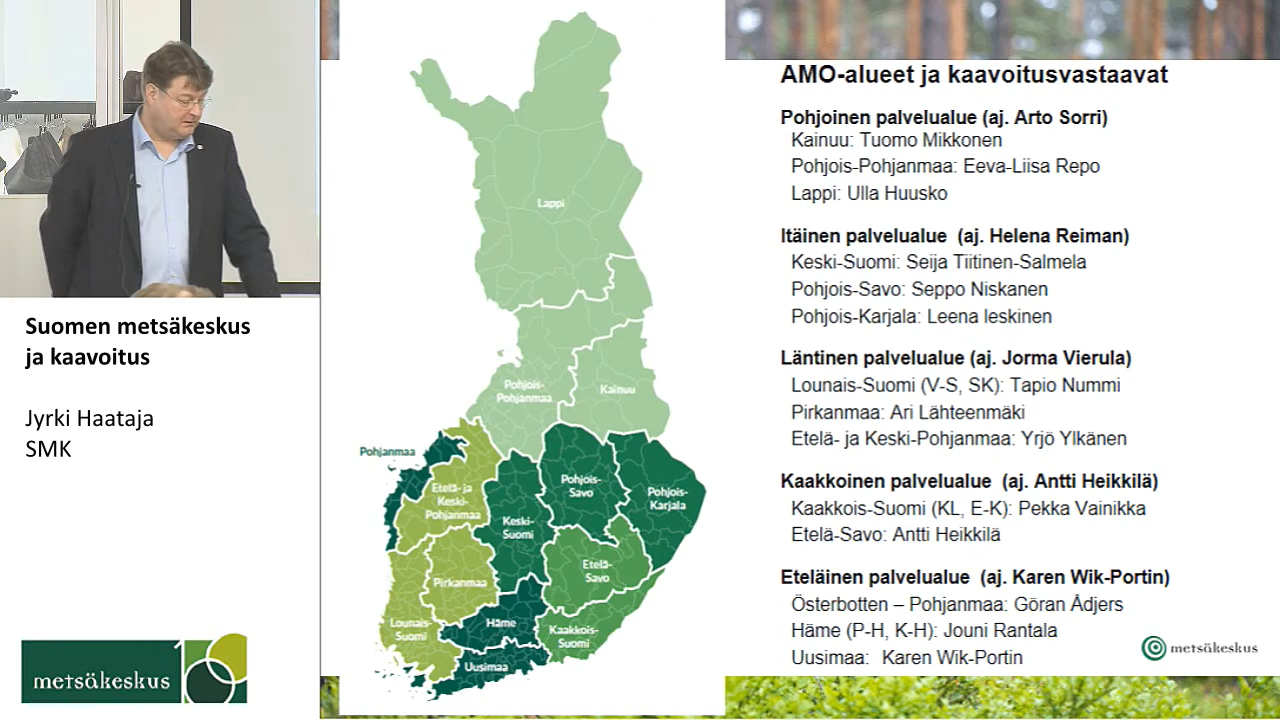 Suomen metsäkeskus
ja kaavoitus
Jyrki Haataja
SMK
metsäkeskus
10
Lappi
Pohjois-
Pohjanmaa
Kainuu
Pohjanmaa
Etelä- ja
Keski-
Pohjanmaa
Keski-
Suomi
Pohjois-
Savo
Pohjois-
Karjala
Pirkanmaa
Etelä-
Savo
Lounais-
Suomi
Häme
Kaakkois-
Suomi
Uusimaa
AMO-alueet ja kaavoitusvastaavat
Pohjoinen palvelualue (aj. Arto Sorri)
Kainuu: Tuomo Mikkonen
Pohjois-Pohjanmaa: Eeva-Liisa Repo
Lappi: Ulla Huusko
Itäinen palvelualue (aj. Helena Reiman)
Keski-Suomi: Seija Tiitinen-Salmela
Pohjois-Savo: Seppo Niskanen
Pohjois-Karjala: Leena leskinen
Läntinen palvelualue (aj. Jorma Vierula)
Lounais-Suomi (V-S, SK): Tapio Nummi
Pirkanmaa: Ari Lähteenmäki
Etelä- ja Keski-Pohjanmaa: Yrjö Ylkänen
Kaakkoinen palvelualue (aj. Antti Heikkilä)
Kaakkois-Suomi (KL, E-K): Pekka Vainikka
Etelä-Savo: Antti Heikkilä
Eteläinen palvelualue (aj. Karen Wik-Portin)
Österbotten – Pohjanmaa: Göran Ådjers
Häme (P-H, K-H): Jouni Rantala
Uusimaa: Karen Wik-Portin
metsäkeskus